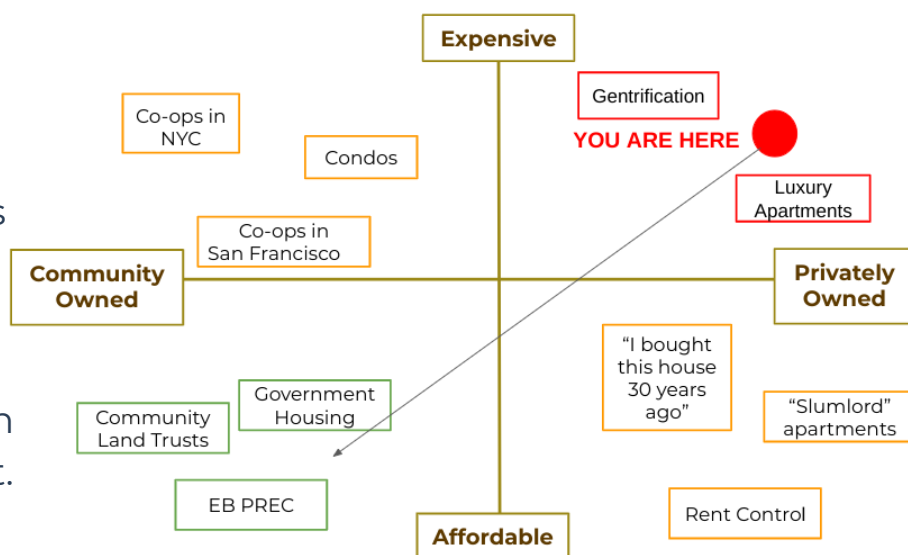 Expensive
Gentrification
Co-ops in
NYC
YOU ARE HERE
Condos
Luxury
Apartments
s
Co-ops in
San Francisco
Community
Owned
Privately
Owned
“I bought
this house
30 years
ago”
Government
Housing
“Slumlord”
apartments
Community
Land Trusts
n
t.
EB PREC
Rent Control
Affordable